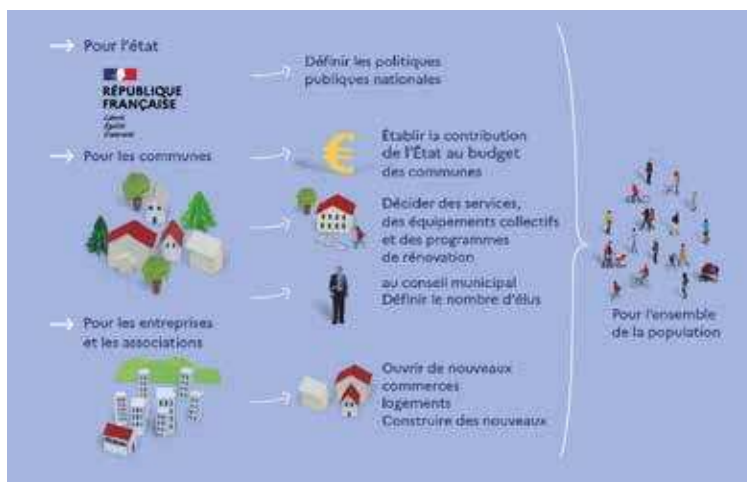 Pour l'état
RÉPUBLIQUE
FRANÇAISE
Liberté
Égalité
Fraternité
Définir les politiques
publiques nationales
Pour les communes
Établir la contribution
de l'État au budget
des communes
Décider des services,
des équipements collectifs
et des programmes
de rénovation
au conseil municipal
Définir le nombre d'élus
Pour les entreprises
et les associations
Ouvrir de nouveaux
commerces
logements
Construire des nouveaux
Pour l'ensemble
de la population